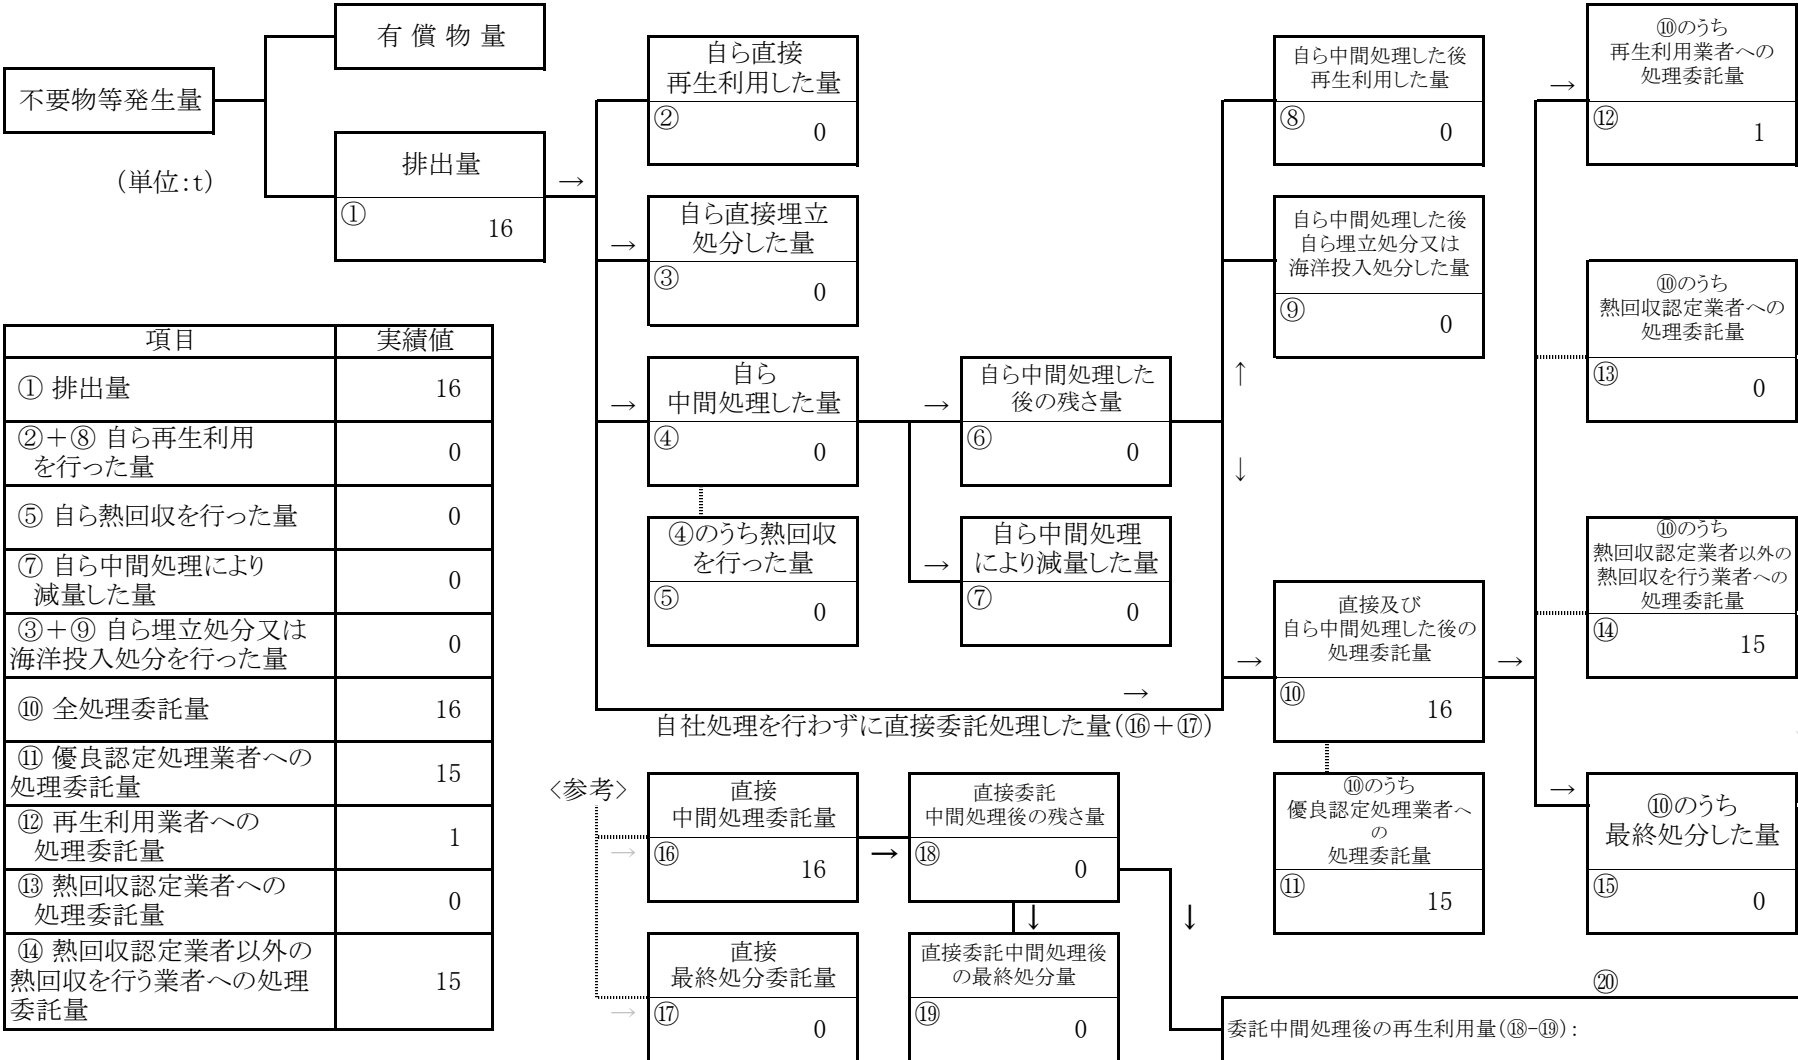 不要物等発生量
(単位:t)
有 償 物 量
排出量
①
16
→
自ら直接
再生利用した量
②
0
→
自ら直接埋立
処分した量
③
0
→
自ら
中間処理した量
④
0
④のうち熱回収
を行った量
⑤
0
→
自ら中間処理した
後の残さ量
⑥
0
→
自ら中間処理
により減量した量
⑦
0
自ら中間処理した後
再生利用した量
⑧
0
自ら中間処理した後
自ら埋立処分又は
海洋投入処分した量
⑨
0
↑
↓
→
直接及び
自ら中間処理した後の
処理委託量
⑩
16
→
⑩のうち
優良認定処理業者へ
の
処理委託量
⑪
15
→
⑩のうち
再生利用業者への
処理委託量
⑫
1
⑩のうち
熱回収認定業者への
処理委託量
⑬
0
⑩のうち
熱回収認定業者以外の
熱回収を行う業者への
処理委託量
⑭
15
→
⑩のうち
最終処分した量
⑮
0
→
自社処理を行わずに直接委託処理した量(⑯+⑰)
項目 実績値
① 排出量 16
②+⑧ 自ら再生利用
を行った量 0
⑤ 自ら熱回収を行った量 0
⑦ 自ら中間処理により
減量した量 0
③+⑨ 自ら埋立処分又は
海洋投入処分を行った量 0
⑩ 全処理委託量 16
⑪ 優良認定処理業者への
処理委託量 15
⑫ 再生利用業者への
処理委託量 1
⑬ 熱回収認定業者への
処理委託量 0
⑭ 熱回収認定業者以外の
熱回収を行う業者への処理
委託量 15
<参考>
→
直接
中間処理委託量
⑯
16
→
直接委託
中間処理後の残さ量
⑱
0
↓
↓
→
直接
最終処分委託量
⑰
0
直接委託中間処理後
の最終処分量
⑲
0
⑳
委託中間処理後の再生利用量(⑱-⑲):